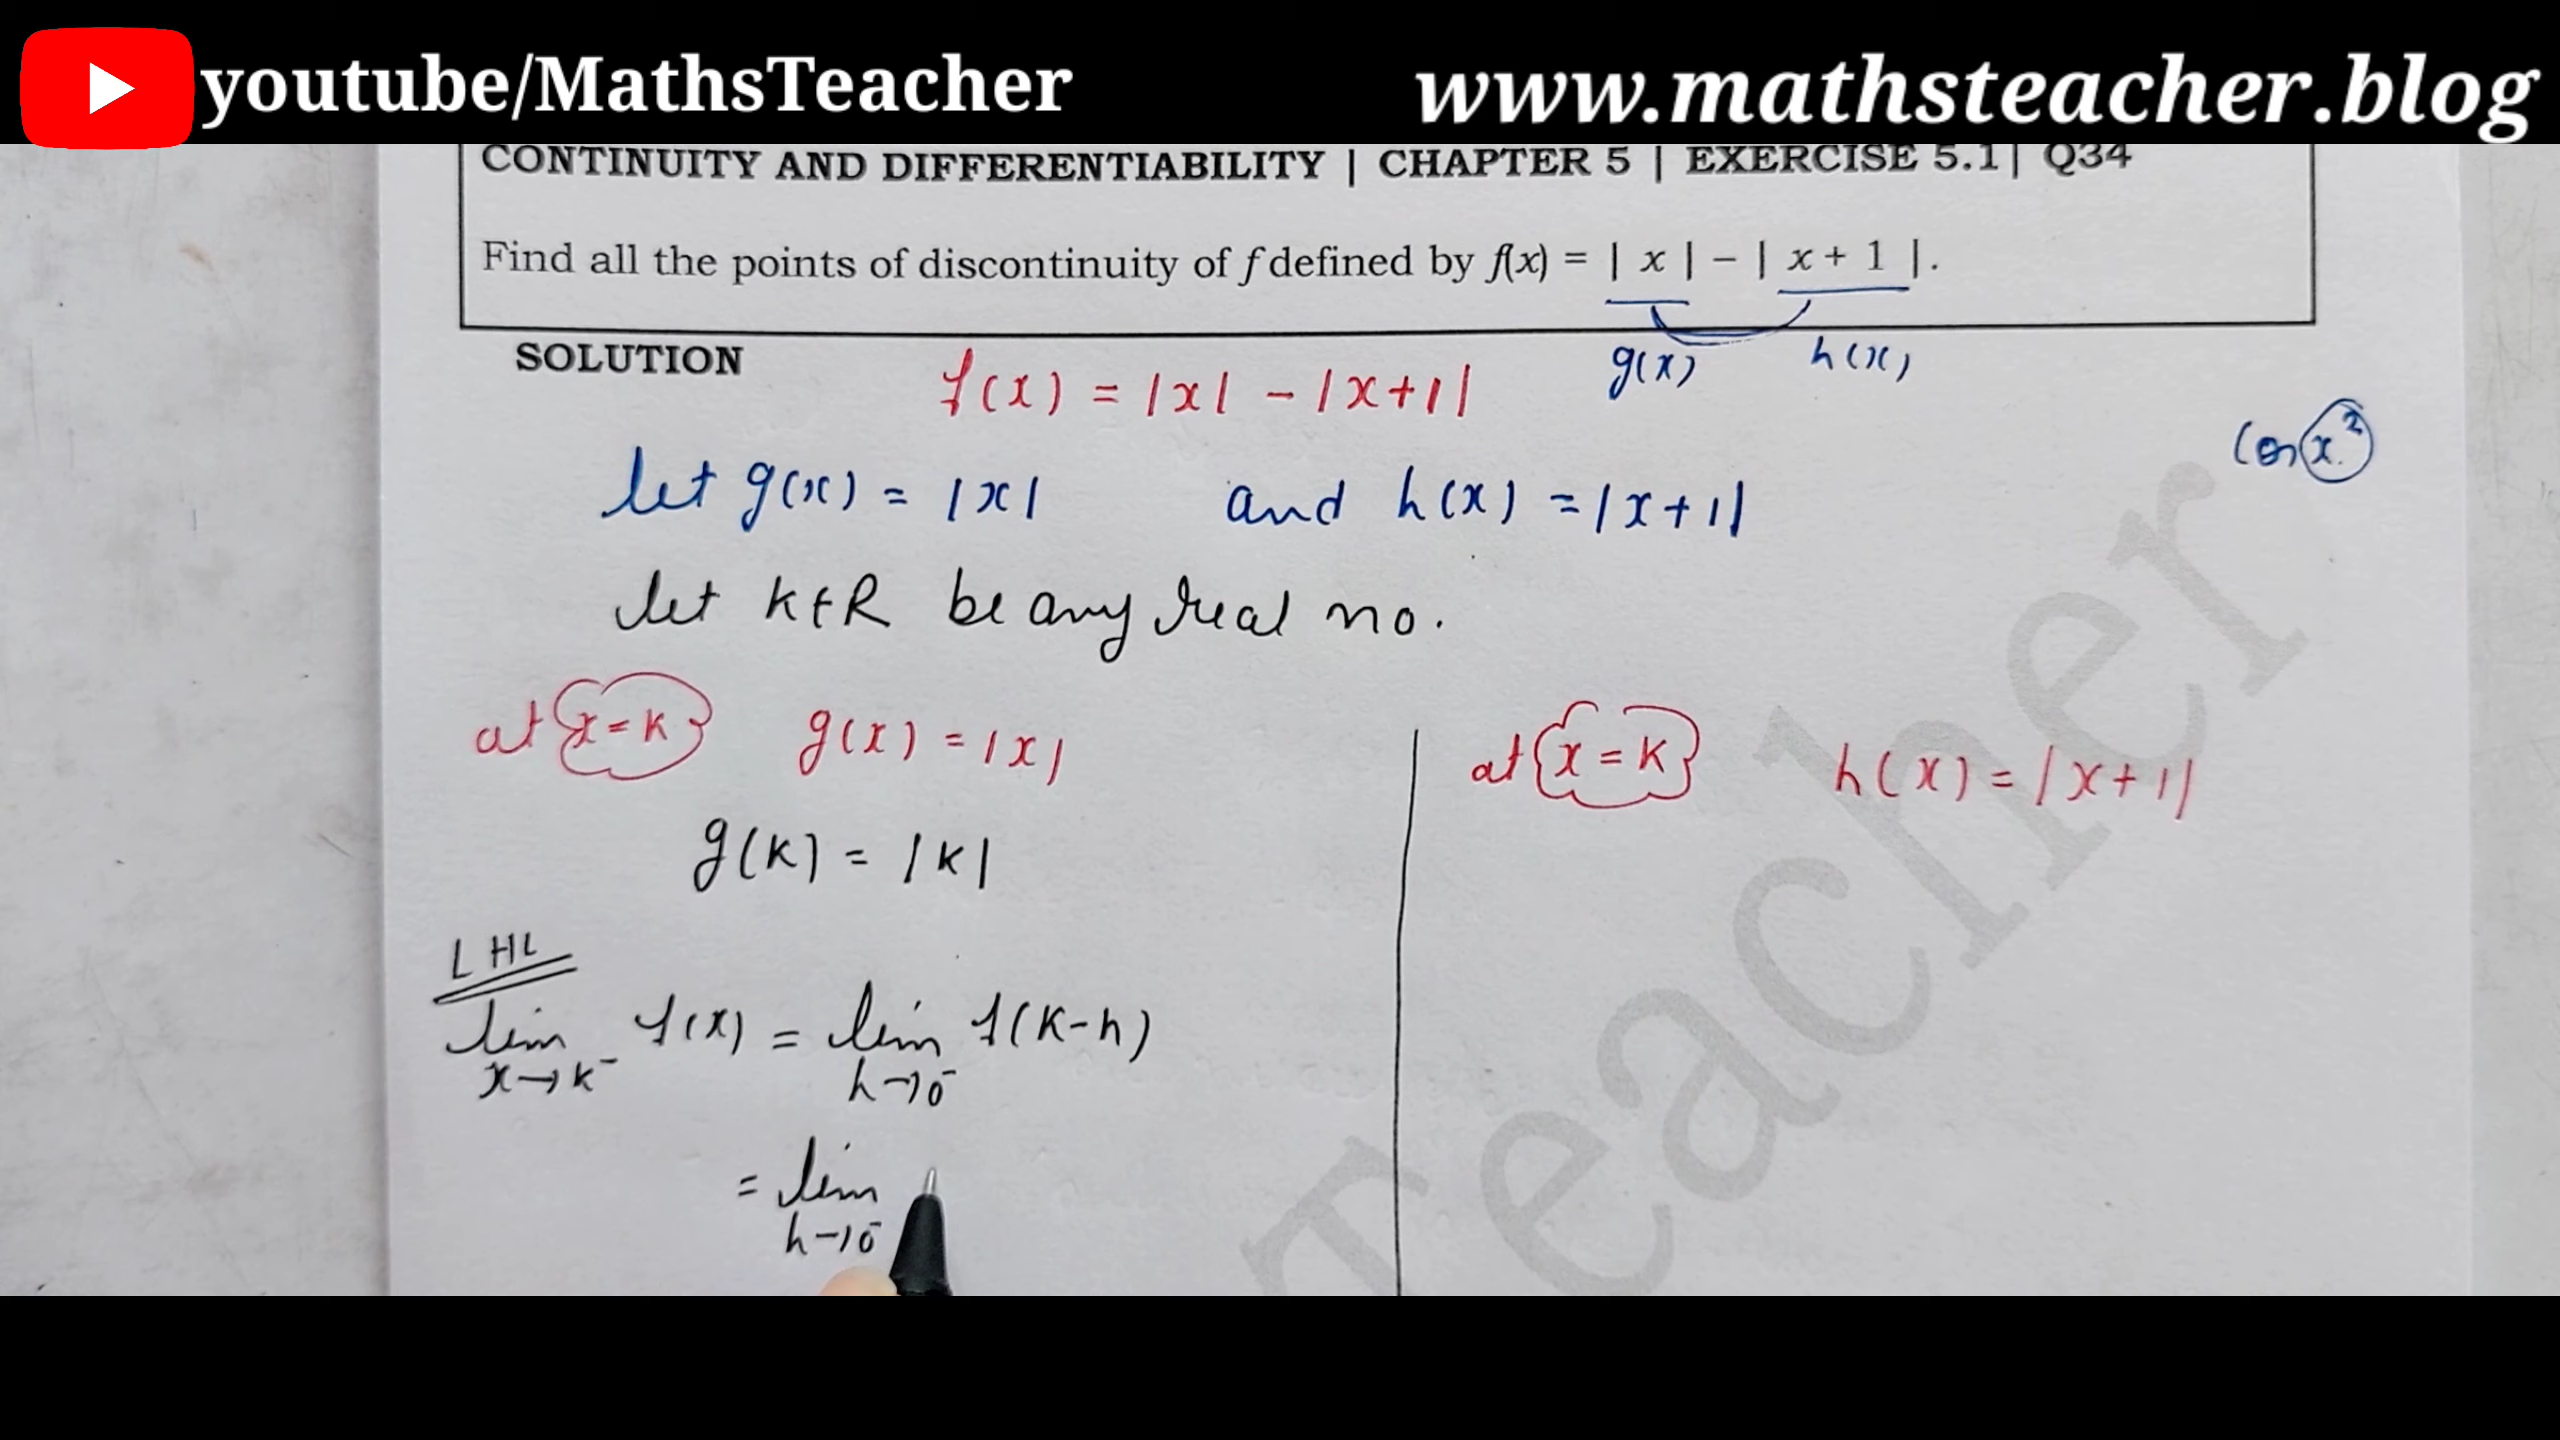 youtube/MathsTeacher
www.mathsteacher.blog
CONTINUITY AND DIFFERENTIABILITY | CHAPTER 5 | EXERCISE 5.1| Q34
Find all the points of discontinuity of f defined by f(x) = | x | – | x + 1 |.
g(x) h(x)
SOLUTION
f(x) = |x| - |x+1|
Cos x²
let g(x) = |x| and h(x) = |x+1|
let k∈R be any real no.
at x=k g(x) = |x|
at x=k h(x) = |x+1|
g(k) = |k|
LHL
lim x→k⁻ f(x) = lim h→0⁻ f(k-h)
= lim h→0⁻
Teacher